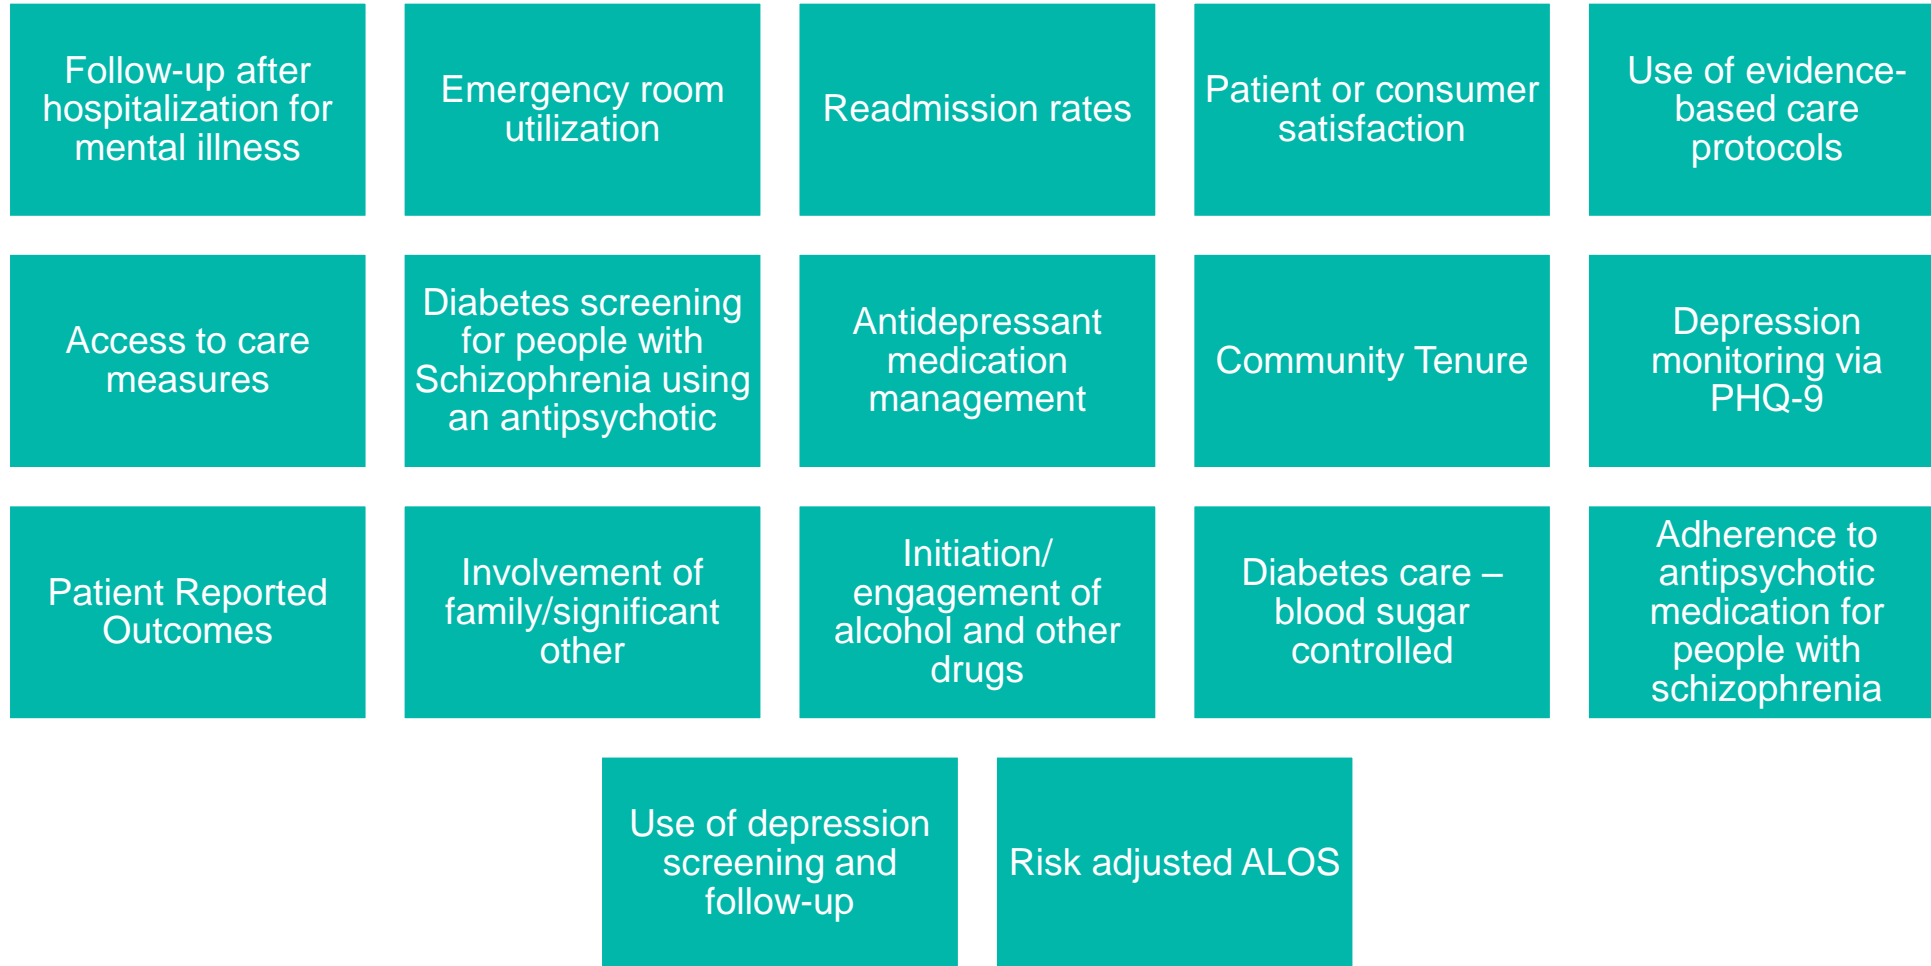 Follow-up after
hospitalization for
mental illness
Emergency room
utilization
Readmission rates
Patient or consumer
satisfaction
Use of evidence-
based care
protocols
Access to care
measures
Diabetes screening
for people with
Schizophrenia using
an antipsychotic
Antidepressant
medication
management
Community Tenure
Depression
monitoring via
PHQ-9
Patient Reported
Outcomes
Involvement of
family/significant
other
Initiation/
engagement of
alcohol and other
drugs
Diabetes care –
blood sugar
controlled
Adherence to
antipsychotic
medication for
people with
schizophrenia
Use of depression
screening and
follow-up
Risk adjusted ALOS